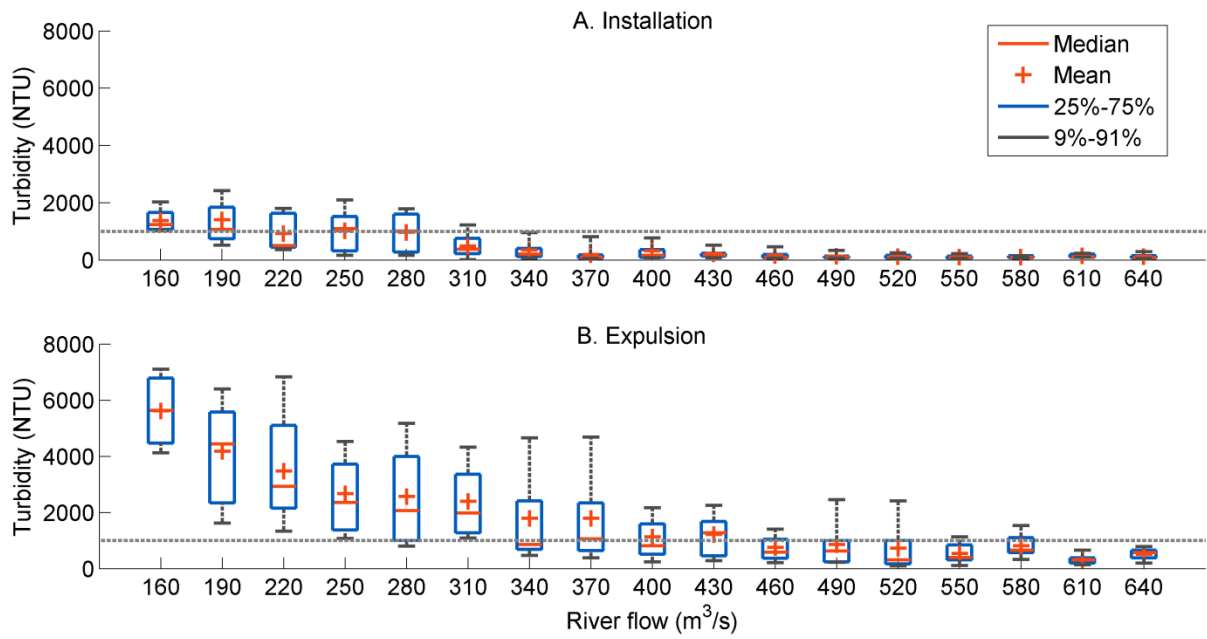 A. Installation
8000
6000
4000
2000
0
Turbidity (NTU)
Median
Mean
25%-75%
9%-91%
160 190 220 250 280 310 340 370 400 430 460 490 520 550 580 610 640
B. Expulsion
8000
6000
4000
2000
0
Turbidity (NTU)
160 190 220 250 280 310 340 370 400 430 460 490 520 550 580 610 640
River flow (m³/s)